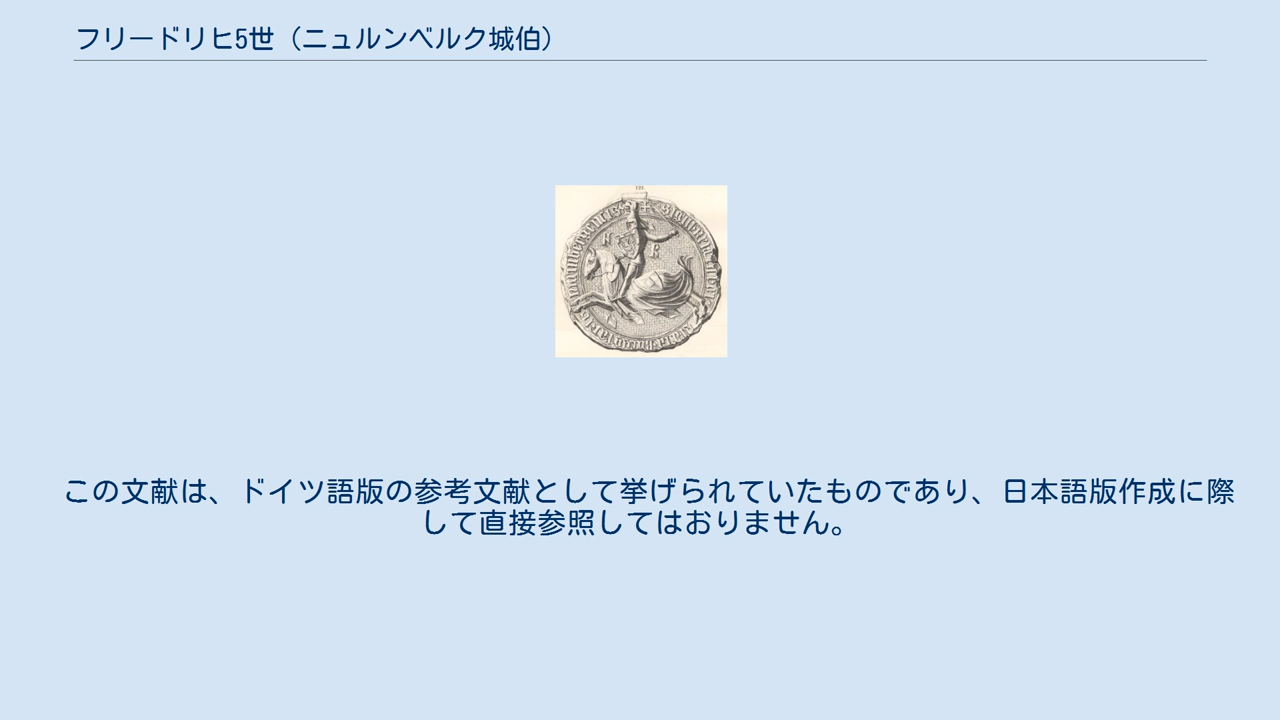 フリードリヒ5世（ニュルンベルク城伯）
この文献は、ドイツ語版の参考文献として挙げられていたものであり、日本語版作成に際
して直接参照してはおりません。